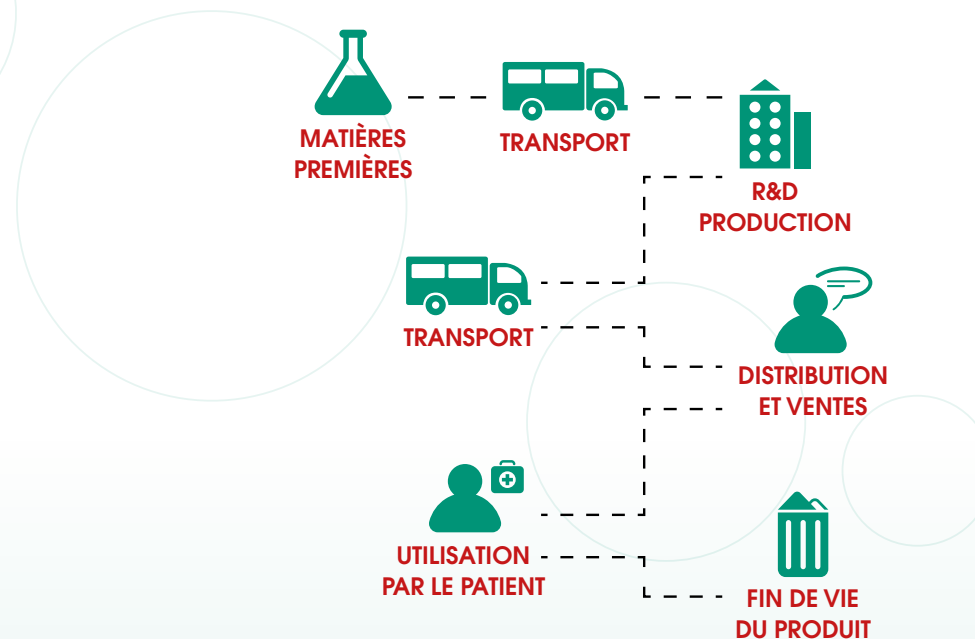 MATIÈRES
PREMIÈRES
TRANSPORT
R&D
PRODUCTION
TRANSPORT
DISTRIBUTION
ET VENTES
UTILISATION
PAR LE PATIENT
FIN DE VIE
DU PRODUIT